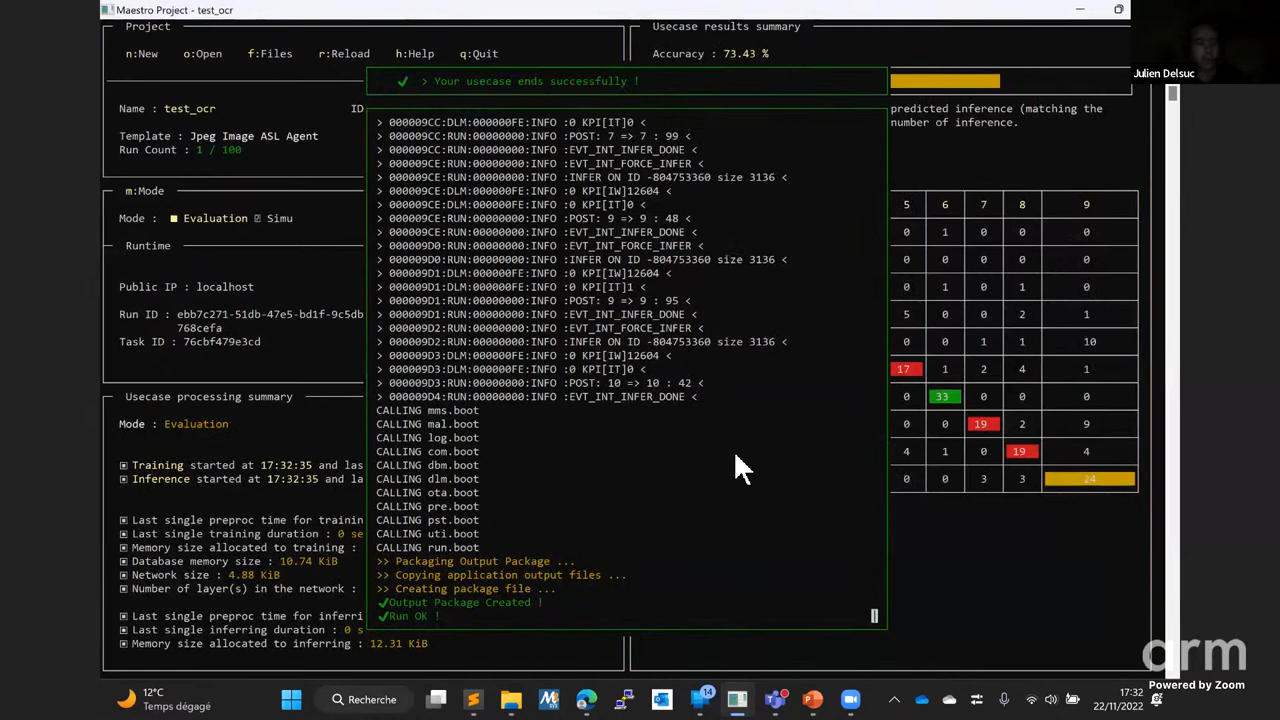 Maestro Project - test_ocr
Project
n:New o:Open f:Files r:Reload h:Help q:Quit
Usecase results summary
Accuracy : 73.43 %
Julien Delsuc
✔ > Your usecase ends successfully !
Name : test_ocr ID
Template : Jpeg Image ASL Agent
Run Count : 1 / 100
predicted inference (matching the
number of inference.
m:Mode
Mode : Evaluation Simu
Runtime
Public IP : localhost
Run ID : ebb7c271-51db-47e5-bd1f-9c5db
768cefa
Task ID : 76cbf479e3cd
Usecase processing summary
Mode : Evaluation
Training started at 17:32:35 and las
Inference started at 17:32:35 and las
Last single preproc time for trainin
Last single training duration : 0 se
Memory size allocated to training :
Database memory size : 10.74 KiB
Network size : 4.88 KiB
Number of layer(s) in the network :
Last single preproc time for inferri
Last single inferring duration : 0 s
Memory size allocated to inferring : 12.31 KiB
> 000009CC:DLM:000000FE:INFO :0 KPI[IT]0 <
> 000009CC:RUN:00000000:INFO :POST: 7 => 7 : 99 <
> 000009CC:RUN:00000000:INFO :EVT_INT_INFER_DONE <
> 000009CE:RUN:00000000:INFO :EVT_INT_FORCE_INFER <
> 000009CE:RUN:00000000:INFO :INFER ON ID -804753360 size 3136 <
> 000009CE:DLM:000000FE:INFO :0 KPI[IW]12604 <
> 000009CE:DLM:000000FE:INFO :0 KPI[IT]0 <
> 000009CE:RUN:00000000:INFO :POST: 9 => 9 : 48 <
> 000009CE:RUN:00000000:INFO :EVT_INT_INFER_DONE <
> 000009D0:RUN:00000000:INFO :EVT_INT_FORCE_INFER <
> 000009D0:RUN:00000000:INFO :INFER ON ID -804753360 size 3136 <
> 000009D1:DLM:000000FE:INFO :0 KPI[IW]12604 <
> 000009D1:DLM:000000FE:INFO :0 KPI[IT]1 <
> 000009D1:RUN:00000000:INFO :POST: 9 => 9 : 95 <
> 000009D1:RUN:00000000:INFO :EVT_INT_INFER_DONE <
> 000009D2:RUN:00000000:INFO :EVT_INT_FORCE_INFER <
> 000009D2:RUN:00000000:INFO :INFER ON ID -804753360 size 3136 <
> 000009D3:DLM:000000FE:INFO :0 KPI[IW]12604 <
> 000009D3:DLM:000000FE:INFO :0 KPI[IT]0 <
> 000009D3:RUN:00000000:INFO :POST: 10 => 10 : 42 <
> 000009D4:RUN:00000000:INFO :EVT_INT_INFER_DONE <
CALLING mms.boot
CALLING mal.boot
CALLING log.boot
CALLING com.boot
CALLING dbm.boot
CALLING dlm.boot
CALLING ota.boot
CALLING pre.boot
CALLING pst.boot
CALLING uti.boot
CALLING run.boot
>> Packaging Output Package ...
>> Copying application output files ...
>> Creating package file ...
✔Output Package Created !
✔Run OK !
5 6 7 8 9
0 1 0 0 0
0 0 0 0 0
0 1 0 1 0
5 0 0 2 1
0 0 1 1 10
17 1 2 4 1
0 33 0 0 0
0 0 19 2 9
4 1 0 19 4
0 0 3 3 24
arm
Powered by Zoom
12°C
Temps dégagé
Recherche
14
17:32
22/11/2022